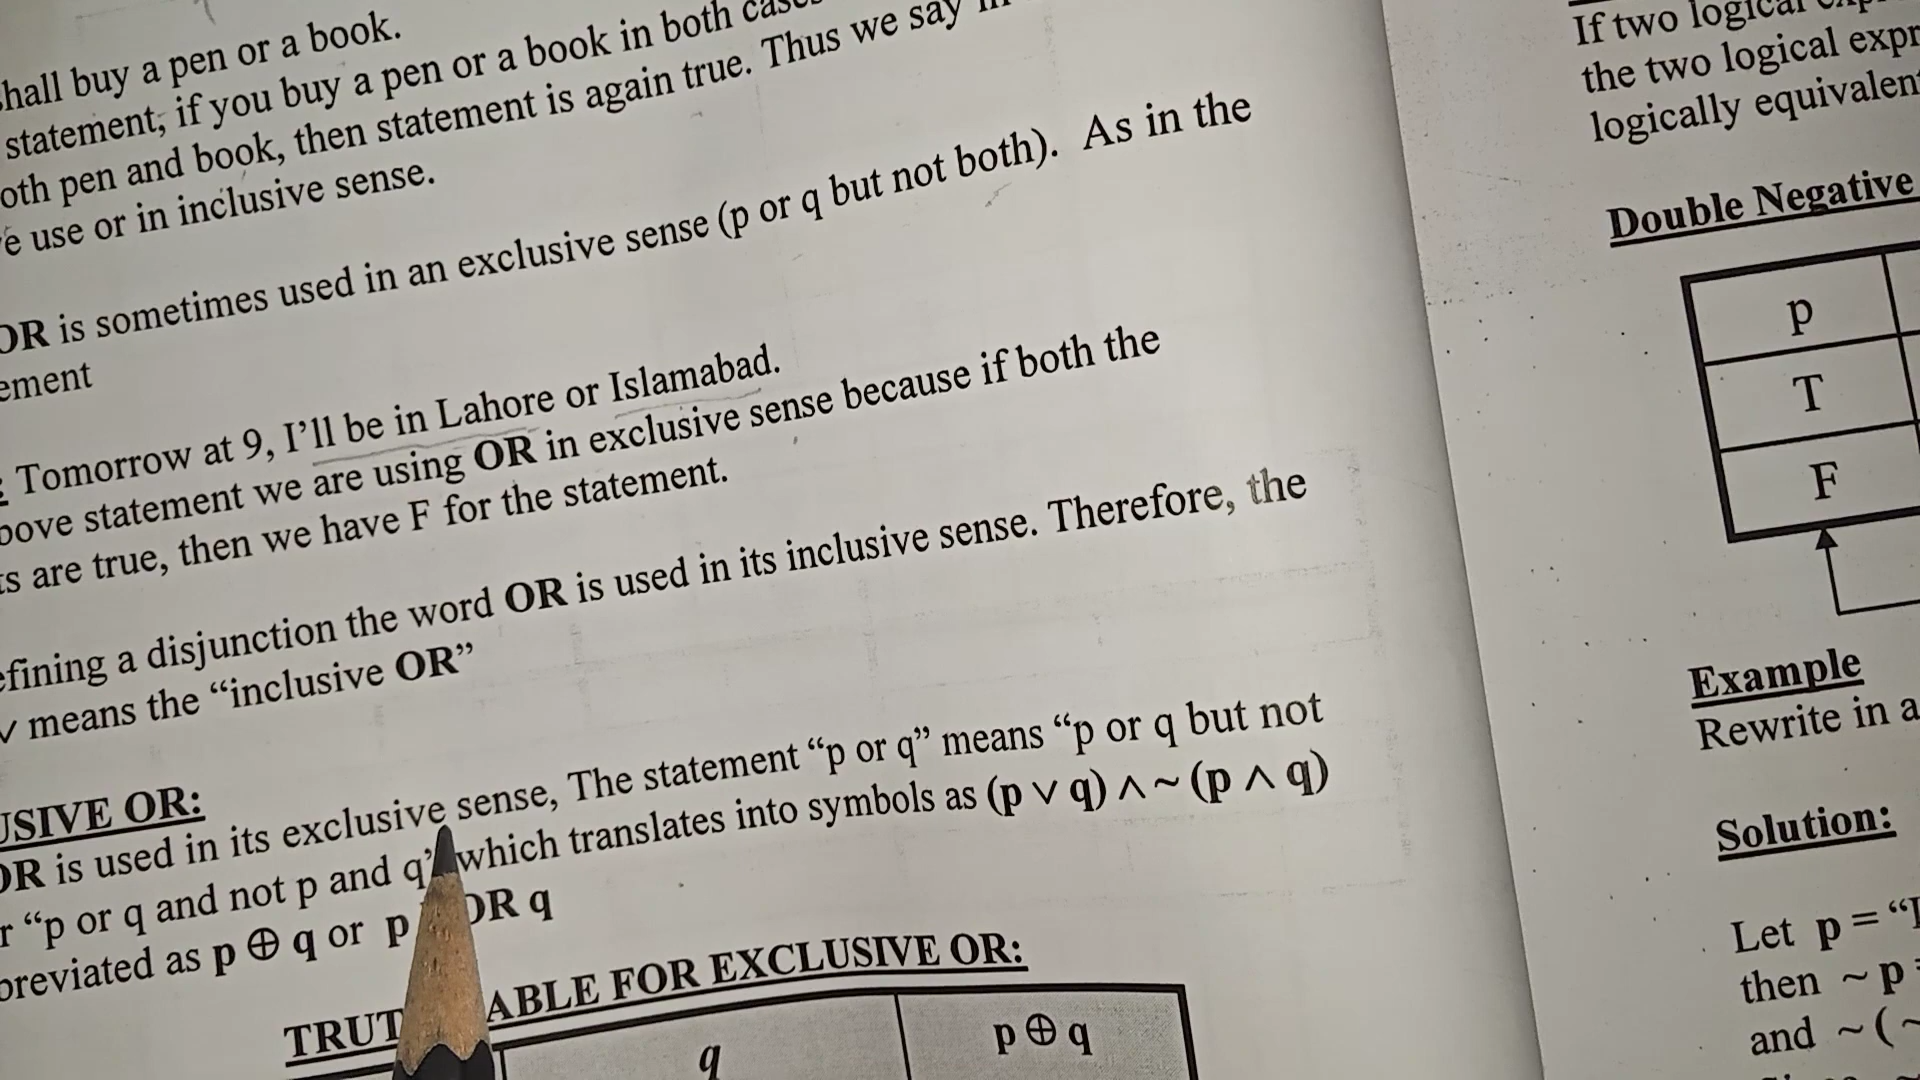 shall buy a pen or a book.
statement, if you buy a pen or a book in both
oth pen and book, then statement is again true. Thus we say
e use or in inclusive sense.
OR is sometimes used in an exclusive sense (p or q but not both). As in the
ement
Tomorrow at 9, I'll be in Lahore or Islamabad.
bove statement we are using OR in exclusive sense because if both the
ts are true, then we have F for the statement.
efining a disjunction the word OR is used in its inclusive sense. Therefore, the
∨ means the “inclusive OR”
USIVE OR:
OR is used in its exclusive sense, The statement “p or q” means “p or q but not
r “p or q and not p and q” which translates into symbols as (p ∨ q) ∧ ~ (p ∧ q)
breviated as p ⊕ q or p OR q
TRUT ABLE FOR EXCLUSIVE OR:
q p ⊕ q
If two logical
the two logical expr
logically equivalen
Double Negative
p
T
F
Example
Rewrite in a
Solution:
Let p = “I
then ~ p =
and ~ ( ~